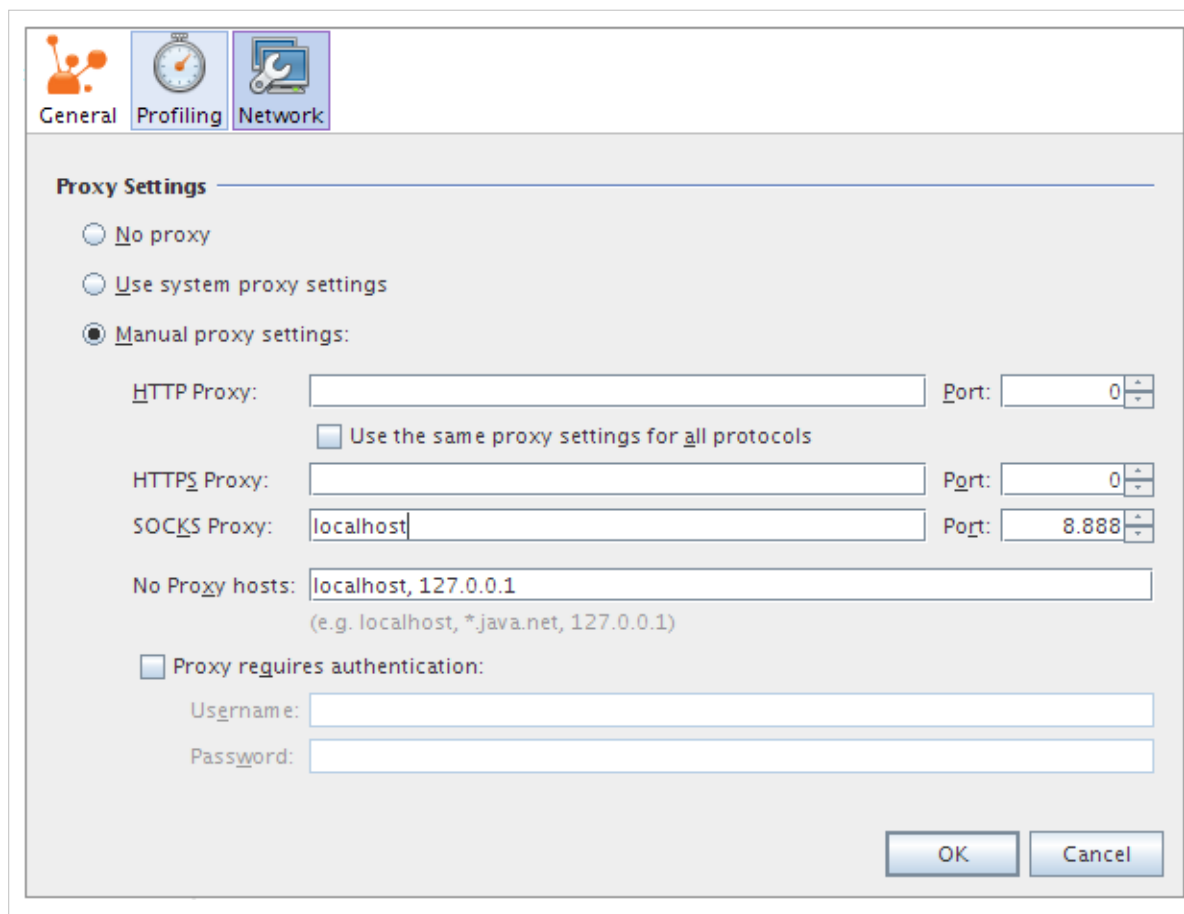 General Profiling Network
Proxy Settings
No proxy
Use system proxy settings
Manual proxy settings:
HTTP Proxy: Port: 0
Use the same proxy settings for all protocols
HTTPS Proxy: Port: 0
SOCKS Proxy: localhost Port: 8.888
No Proxy hosts: localhost, 127.0.0.1
(e.g. localhost, *.java.net, 127.0.0.1)
Proxy requires authentication:
Username:
Password:
OK Cancel